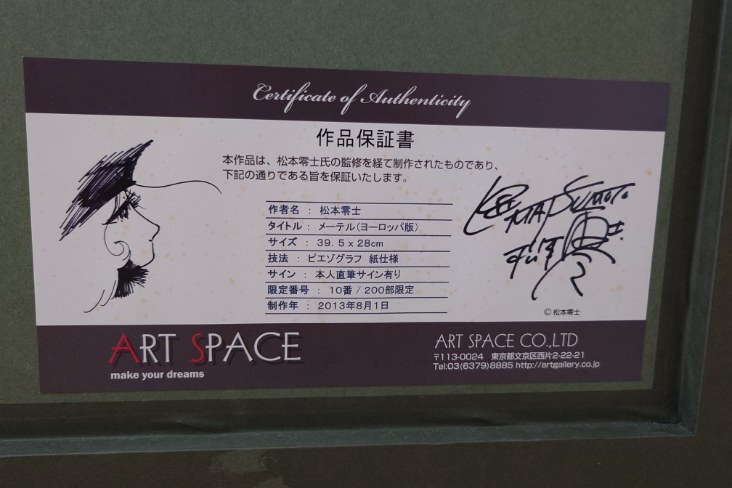 Certificate of Authenticity
作品保証書
本作品は、松本零士氏の監修を経て制作されたものであり、
下記の通りである旨を保証いたします。
作者名 : 松本零士
タイトル : メーテル(ヨーロッパ版)
サイズ : 39.5x28cm
技法 : ピエゾグラフ 紙仕様
サイン : 本人直筆サイン有り
限定番号 : 10番/200部限定
制作年 : 2013年8月1日
LEIJI MATSUMOTO
松本零士
© 松本零士
ART SPACE
make your dreams
ART SPACE CO.,LTD
〒113-0024 東京都文京区西片2-22-21
Tel:03(6379)8885 http://artgallery.co.jp